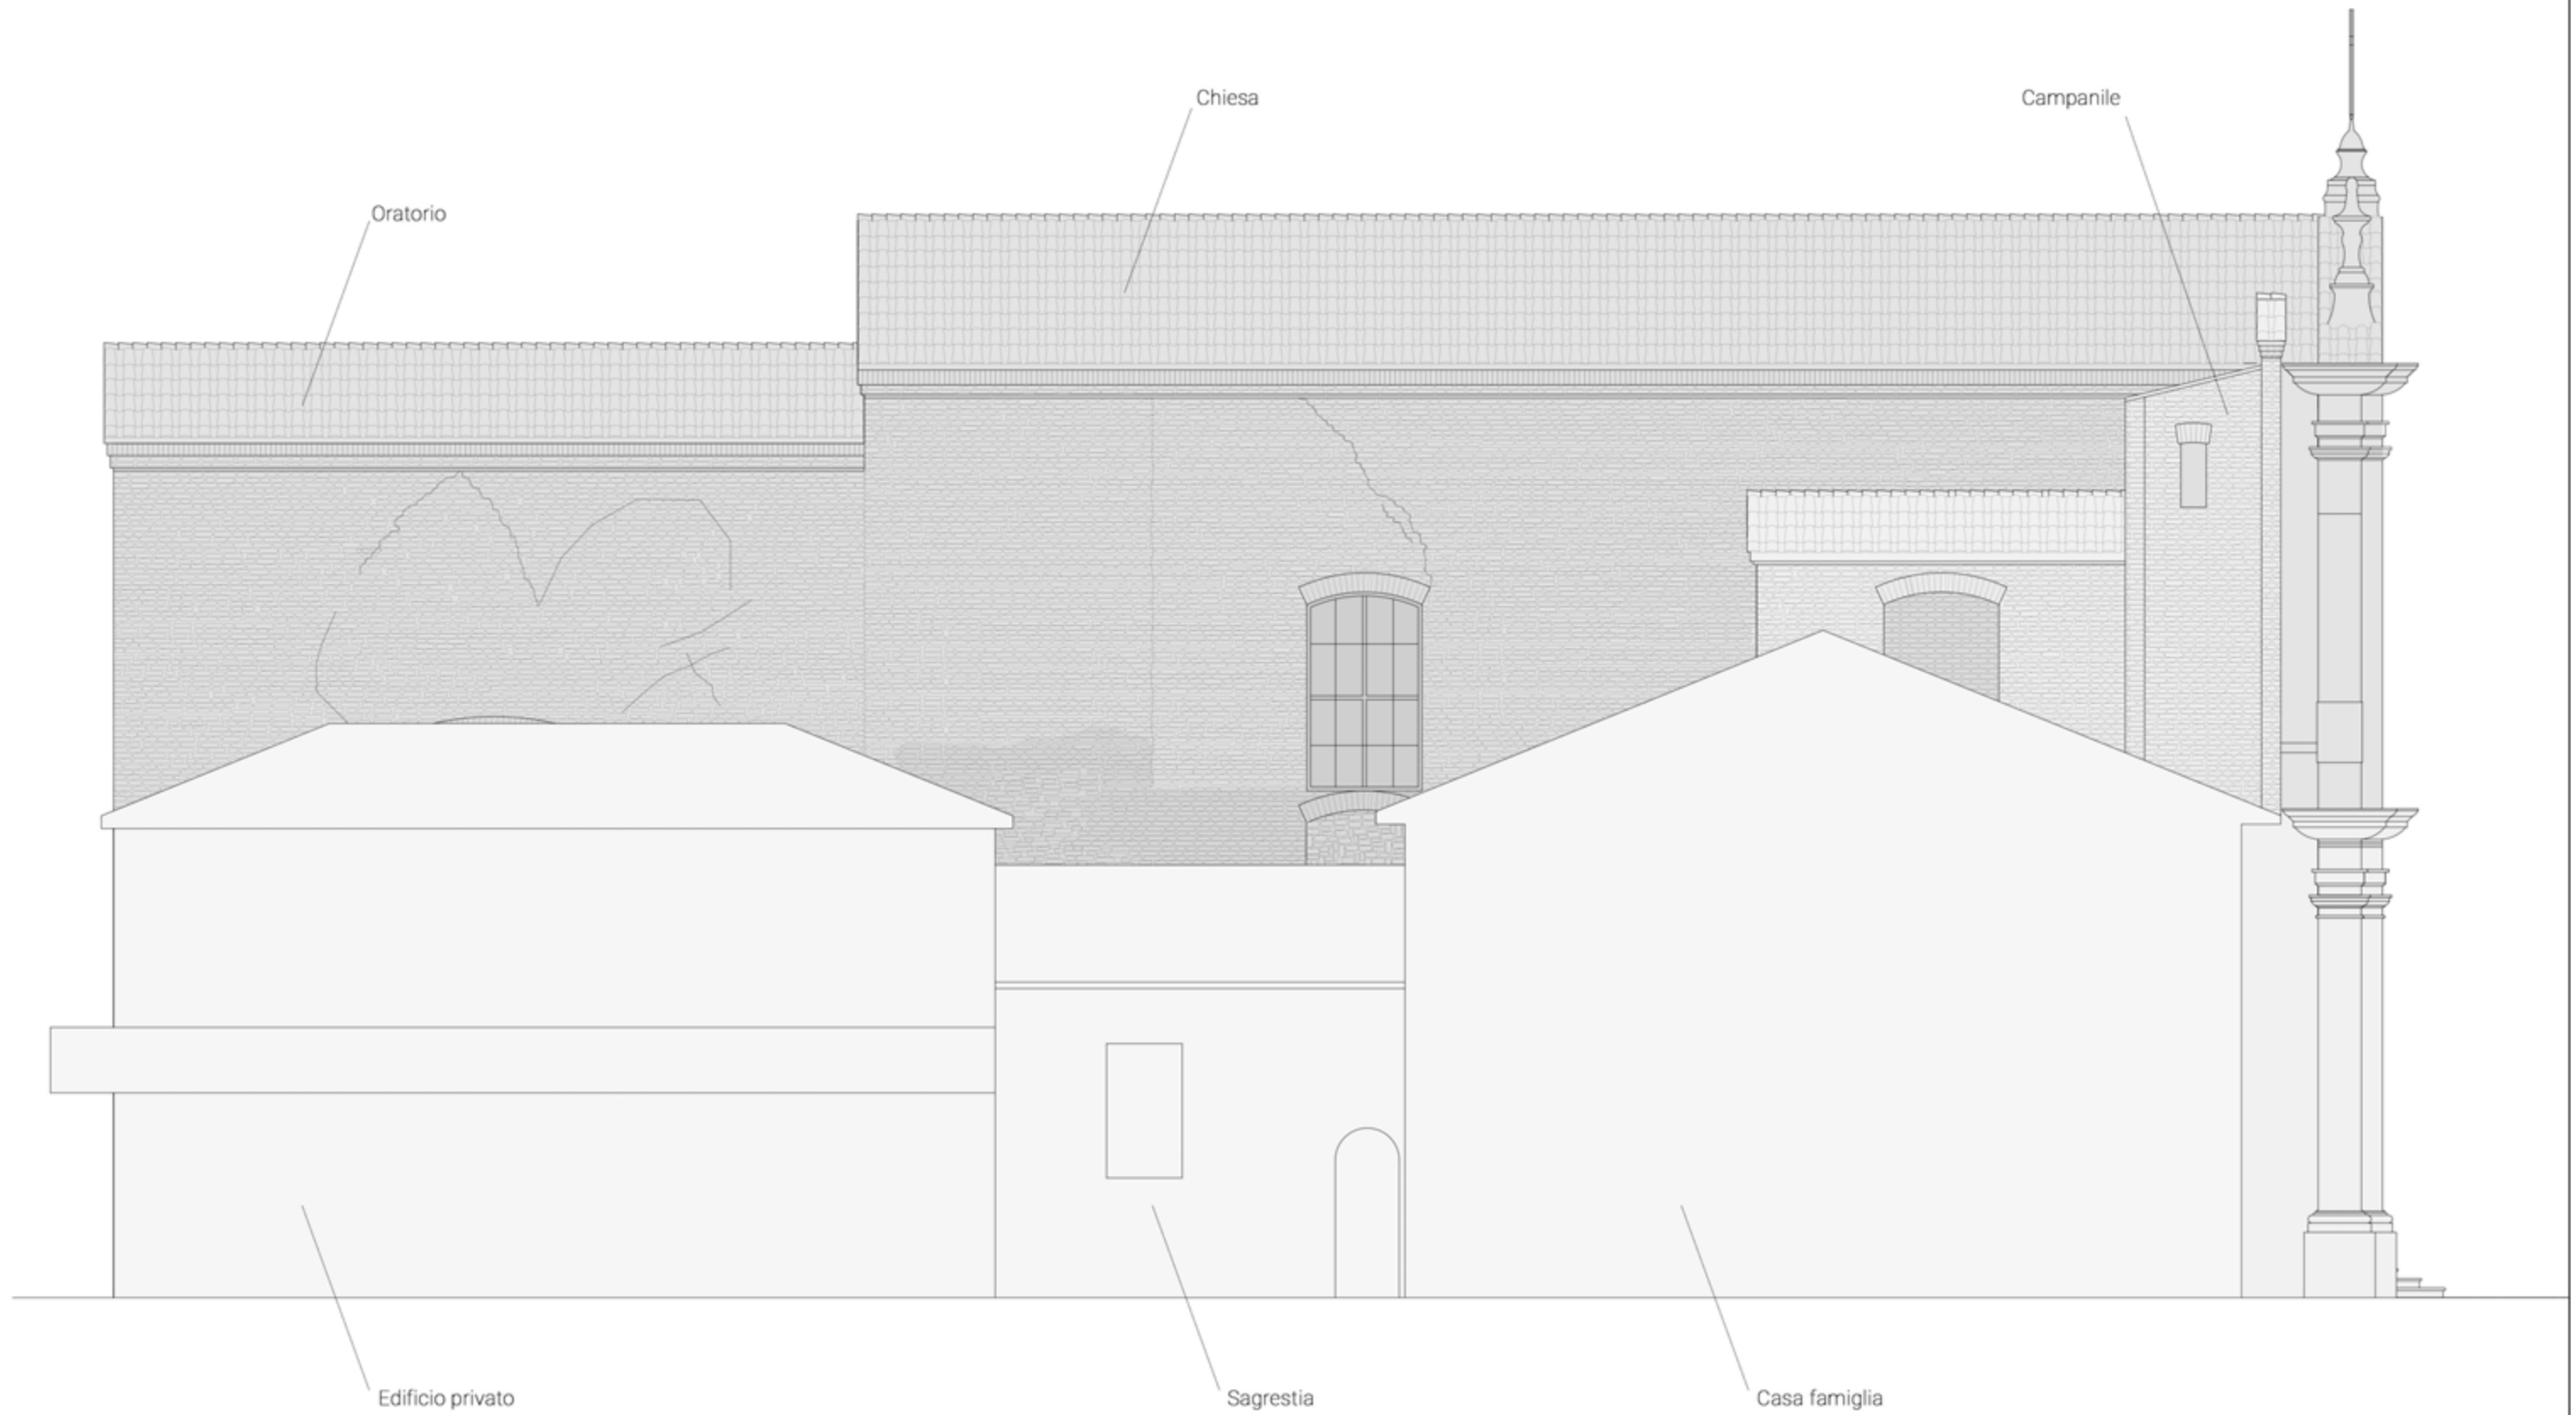 Chiesa
Campanile
Oratorio
Edificio privato
Sagrestia
Casa famiglia